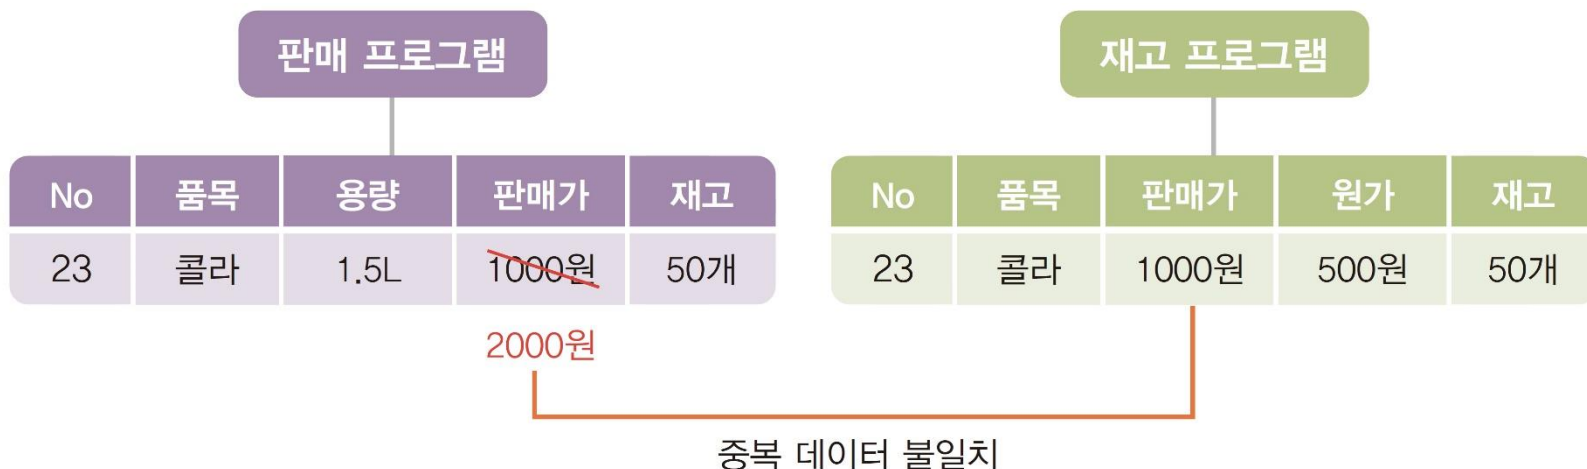 판매 프로그램
No 품목 용량 판매가 재고
23 콜라 1.5L 1000원 50개
2000원
재고 프로그램
No 품목 판매가 원가 재고
23 콜라 1000원 500원 50개
중복 데이터 불일치